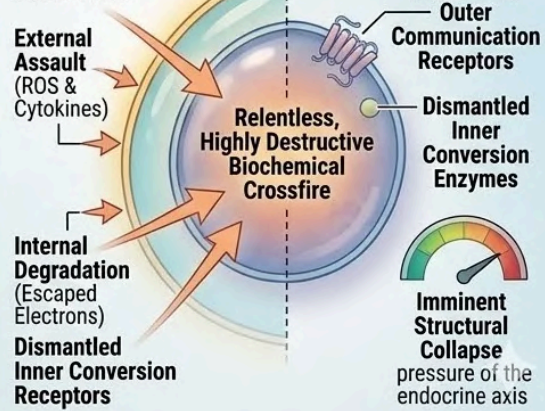 External
Assault
(ROS &
Cytokines)
Internal
Degradation
(Escaped
Electrons)
Dismantled
Inner Conversion
Receptors
Relentless,
Highly Destructive
Biochemical
Crossfire
Outer
Communication
Receptors
Dismantled
Inner
Conversion
Enzymes
Imminent
Structural
Collapse
pressure of the
endocrine axis